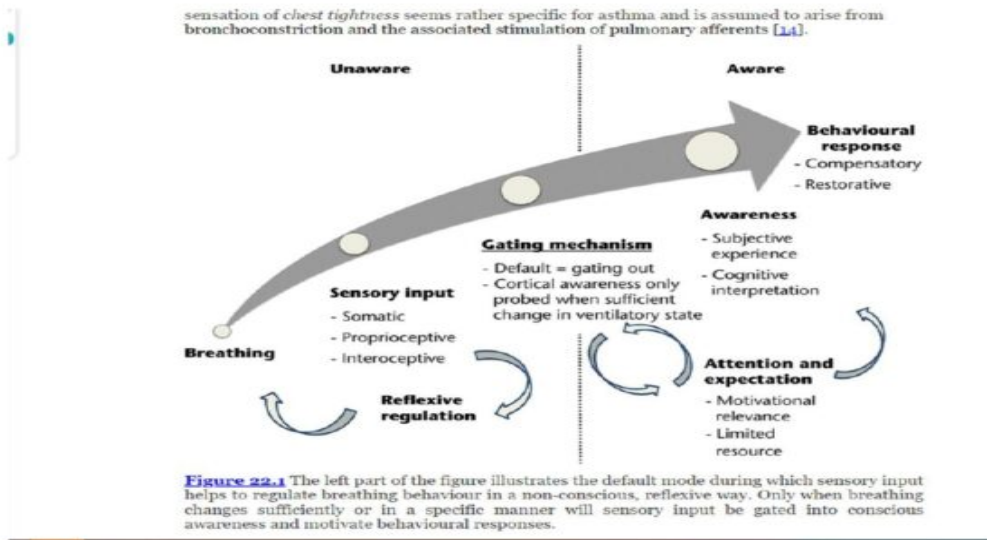 sensation of chest tightness seems rather specific for asthma and is assumed to arise from
bronchoconstriction and the associated stimulation of pulmonary afferents [14].
Unaware
Aware
Behavioural
response
- Compensatory
- Restorative
Awareness
- Subjective
experience
- Cognitive
interpretation
Gating mechanism
- Default = gating out
- Cortical awareness only
probed when sufficient
change in ventilatory state
Sensory input
- Somatic
- Proprioceptive
- Interoceptive
Breathing
Reflexive
regulation
Attention and
expectation
- Motivational
relevance
- Limited
resource
Figure 22.1 The left part of the figure illustrates the default mode during which sensory input
helps to regulate breathing behaviour in a non-conscious, reflexive way. Only when breathing
changes sufficiently or in a specific manner will sensory input be gated into conscious
awareness and motivate behavioural responses.